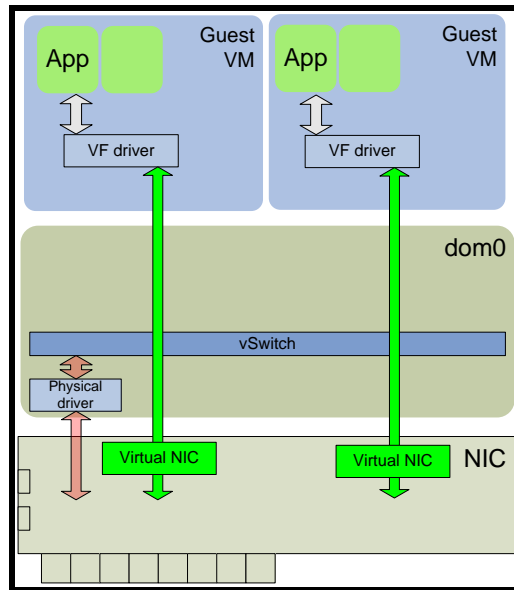 Guest
VM
App
VF driver
Guest
VM
App
VF driver
dom0
vSwitch
Physical
driver
Virtual NIC
Virtual NIC
NIC